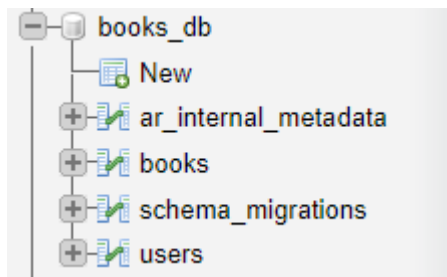 books_db
New
ar_internal_metadata
books
schema_migrations
users